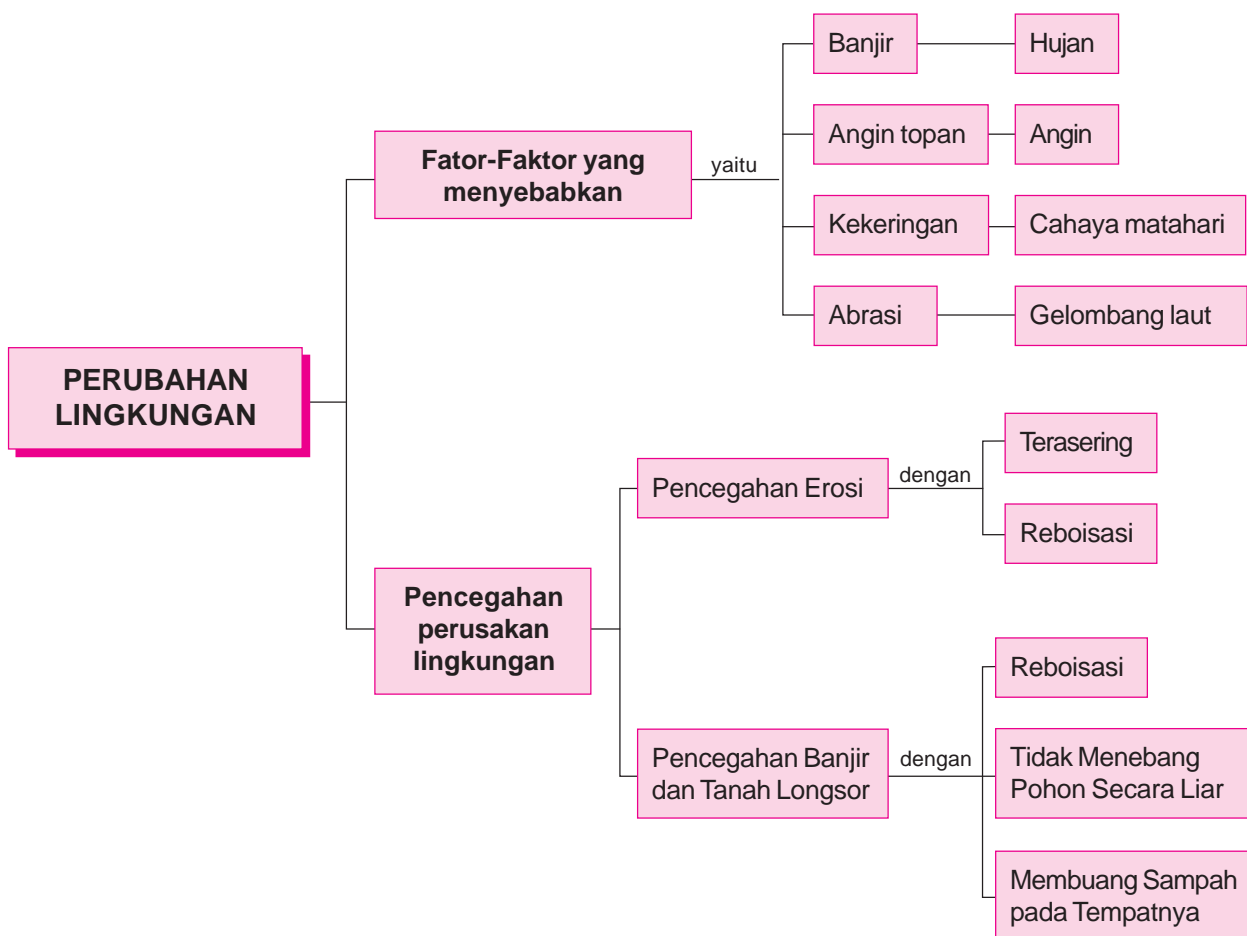 PERUBAHAN
LINGKUNGAN
Fator-Faktor yang
menyebabkan
yaitu
Banjir
Hujan
Angin topan
Angin
Kekeringan
Cahaya matahari
Abrasi
Gelombang laut
Pencegahan
perusakan
lingkungan
Pencegahan Erosi
dengan
Terasering
Reboisasi
Pencegahan Banjir
dan Tanah Longsor
dengan
Reboisasi
Tidak Menebang
Pohon Secara Liar
Membuang Sampah
pada Tempatnya